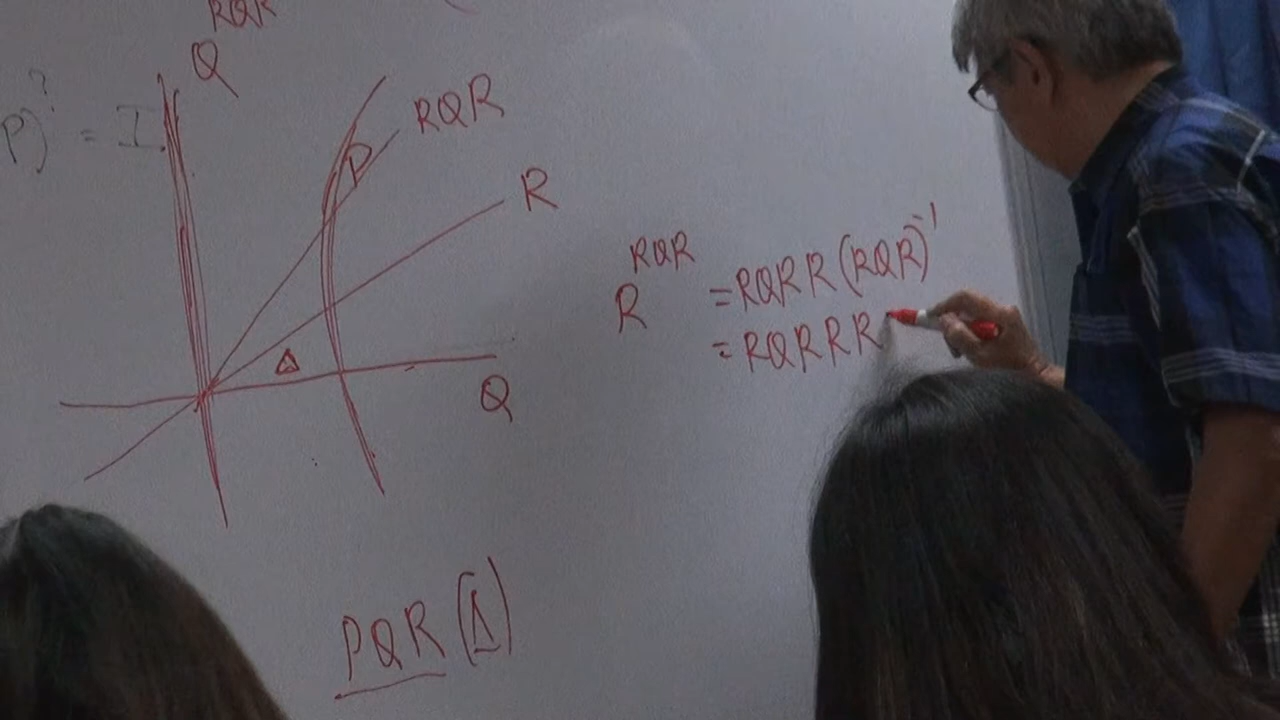 RQR
Q
P)? = I
RQR
P
R
Δ
Q
RQR
R = RQRR(RQR)⁻¹
= RQRRR
PQR(Δ)